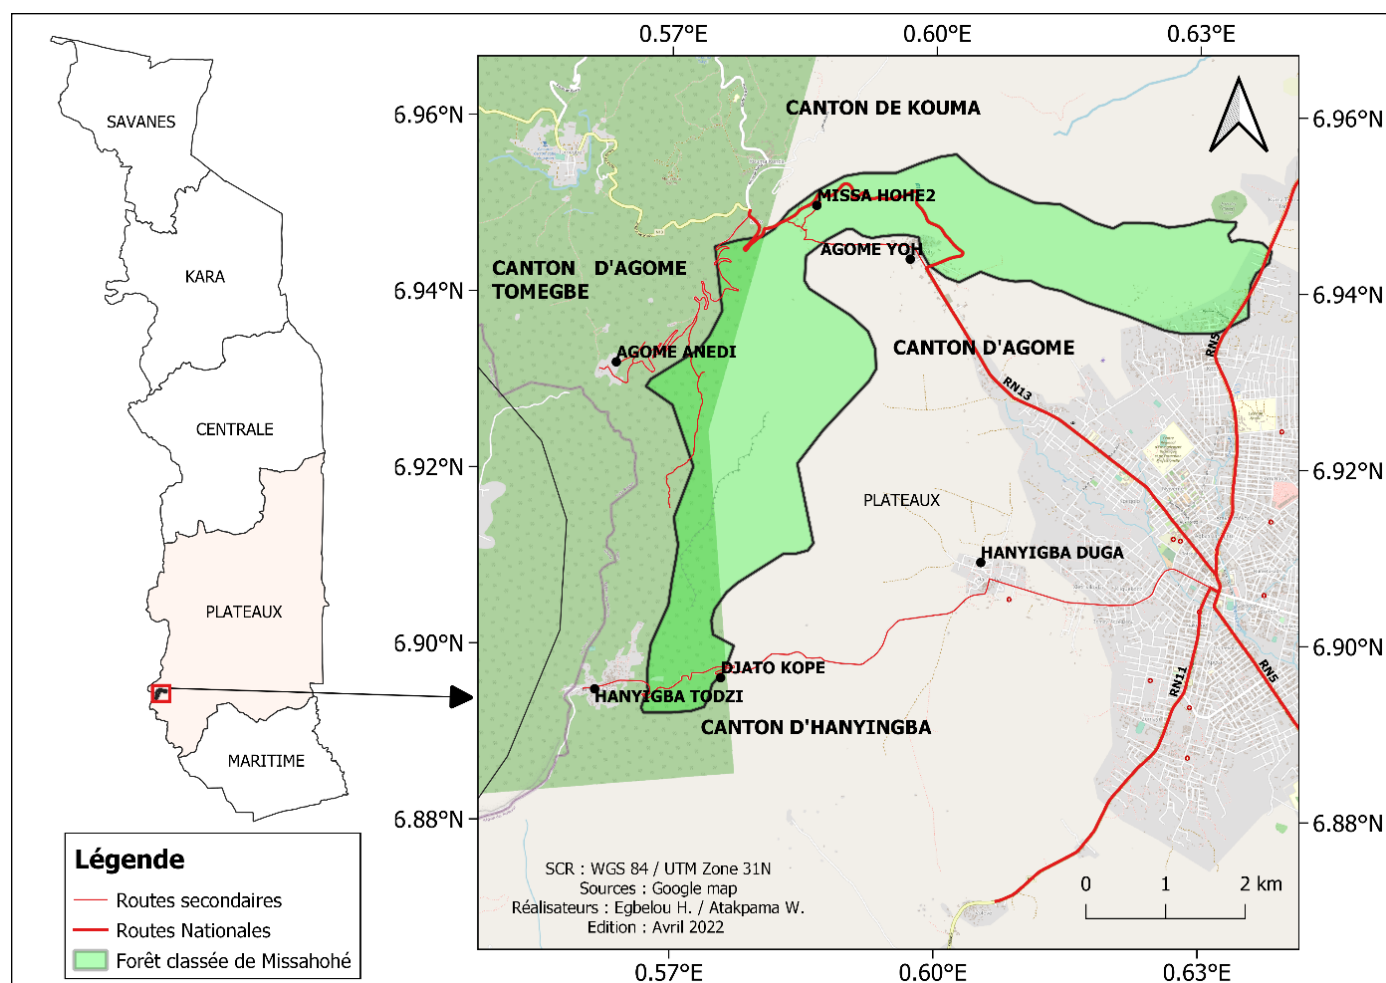 0.57°E
0.60°E
0.63°E
SAVANES
KARA
CENTRALE
PLATEAUX
MARITIME
6.96°N
6.94°N
6.92°N
6.90°N
6.88°N
CANTON DE KOUMA
MISSA HOHE2
AGOME YOH
CANTON D'AGOME
TOMEGBE
AGOME ANEDI
CANTON D'AGOME
RN5
RN13
PLATEAUX
HANYIGBA DUGA
DJATO KOPE
HANYIGBA TODZI
CANTON D'HANYINGBA
RN11
RN5
6.96°N
6.94°N
6.92°N
6.90°N
6.88°N
SCR : WGS 84 / UTM Zone 31N
Sources : Google map
Réalisateurs : Egbelou H. / Atakpama W.
Edition : Avril 2022
0 1 2 km
0.57°E
0.60°E
0.63°E
Légende
Routes secondaires
Routes Nationales
Forêt classée de Missahohé